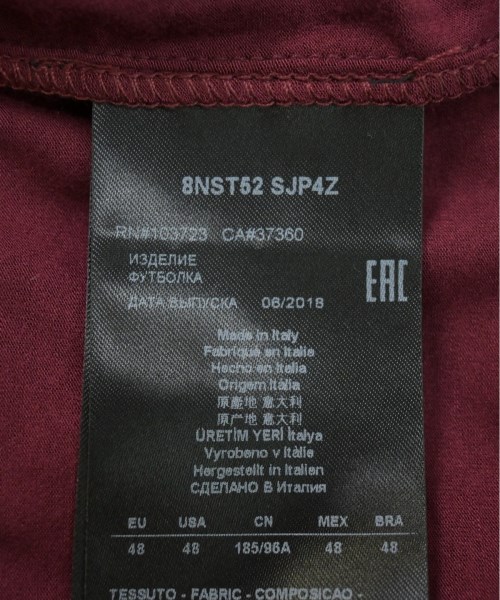 8NST52 SJP4Z
RN#103723 CA#37360
ИЗДЕЛИЕ
ФУТБОЛКА
EAC
ДАТА ВЫПУСКА 06/2018
Made in Italy
Fabriqué en Italie
Hecho en Italia
Origem Itàlia
原產地 意大利
原产地 意大利
ÜRETİM YERİ İtalya
Vyrobeno v Itàlie
Hergestellt in Italien
СДЕЛАНО В Италия
EU USA CN MEX BRA
48 48 185/96A 48 48
TESSUTO - FABRIC - COMPOSICAO -